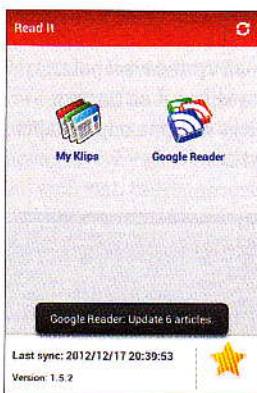 Read It
My Klips
Google Reader
Google Reader: Update 6 articles
Last sync: 2012/12/17 20:39:53
Version: 1.5.2